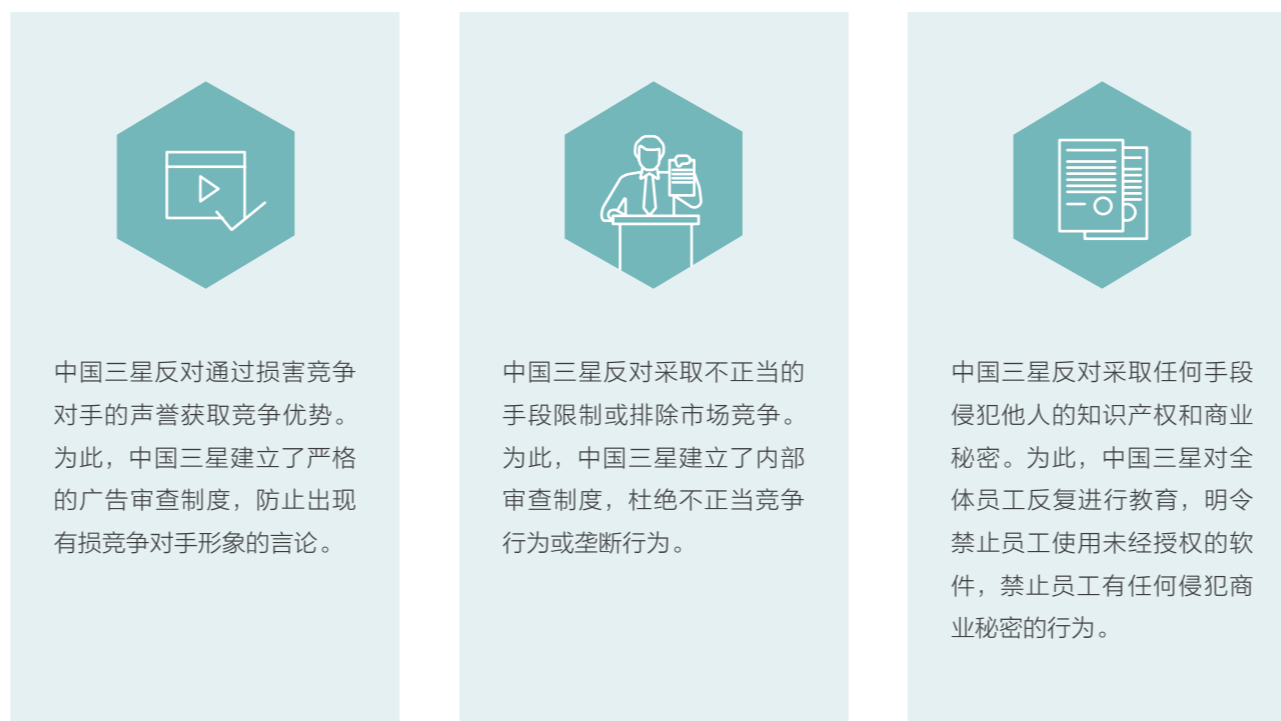 中国三星反对通过损害竞争
对手的声誉获取竞争优势。
为此，中国三星建立了严格
的广告审查制度，防止出现
有损竞争对手形象的言论。
中国三星反对采取不正当的
手段限制或排除市场竞争。
为此，中国三星建立了内部
审查制度，杜绝不正当竞争
行为或垄断行为。
中国三星反对采取任何手段
侵犯他人的知识产权和商业
秘密。为此，中国三星对全
体员工反复进行教育，明令
禁止员工使用未经授权的软
件，禁止员工有任何侵犯商
业秘密的行为。